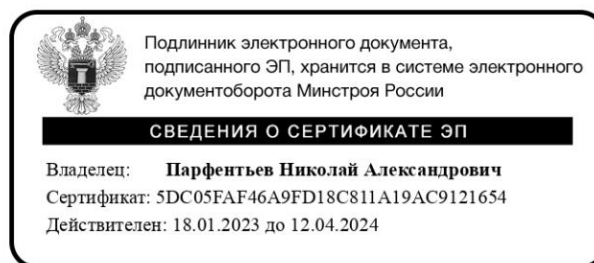 Подлинник электронного документа,
подписанного ЭП, хранится в системе электронного
документоборота Минстроя России
СВЕДЕНИЯ О СЕРТИФИКАТЕ ЭП
Владелец: Парфентьев Николай Александрович
Сертификат: 5DC05FAF46A9FD18C811A19AC9121654
Действителен: 18.01.2023 до 12.04.2024